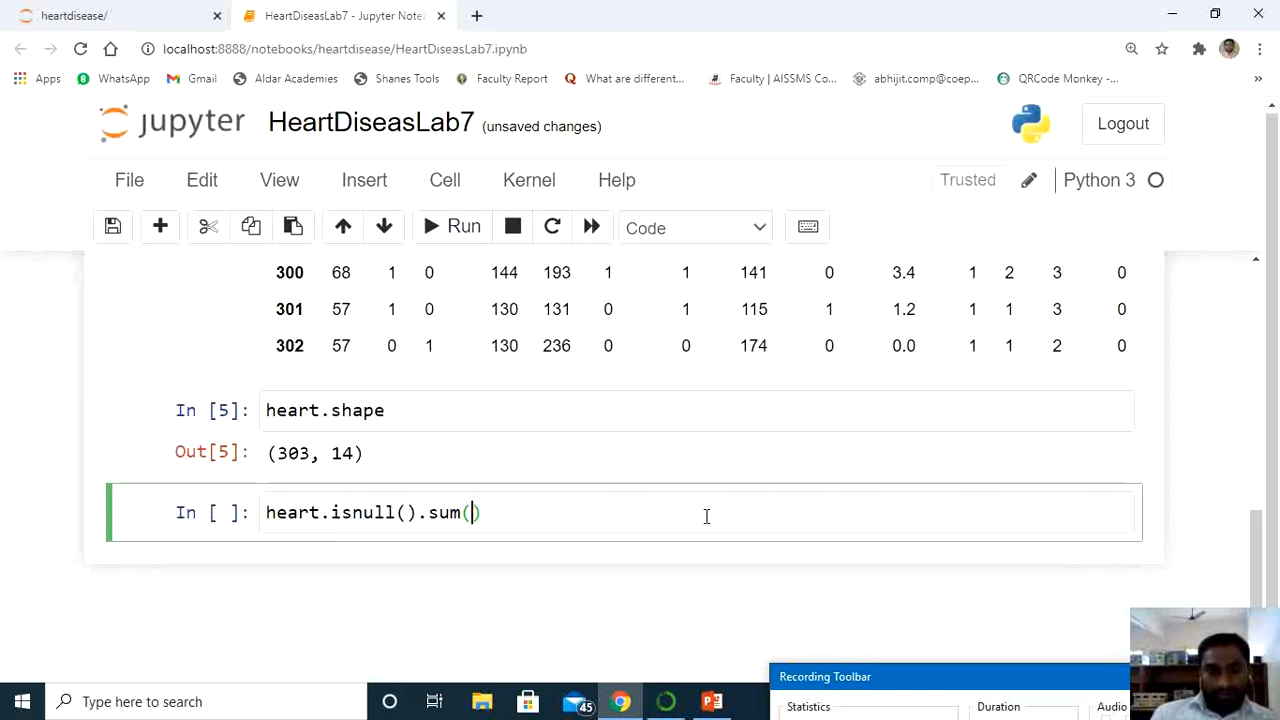 heartdisease/
HeartDiseasLab7 - Jupyter Note
localhost:8888/notebooks/heartdisease/HeartDiseasLab7.ipynb
Apps WhatsApp Gmail Aldar Academies Shanes Tools Faculty Report What are different... Faculty | AISSMS Co... abhijit.comp@coep... QRCode Monkey -... »
jupyter HeartDiseasLab7 (unsaved changes) Logout
File Edit View Insert Cell Kernel Help Trusted Python 3
Run Code
300 68 1 0 144 193 1 1 141 0 3.4 1 2 3 0
301 57 1 0 130 131 0 1 115 1 1.2 1 1 3 0
302 57 0 1 130 236 0 0 174 0 0.0 1 1 2 0
In [5]: heart.shape
Out[5]: (303, 14)
In [ ]: heart.isnull().sum()
Recording Toolbar
Statistics Duration Audio
Type here to search
45